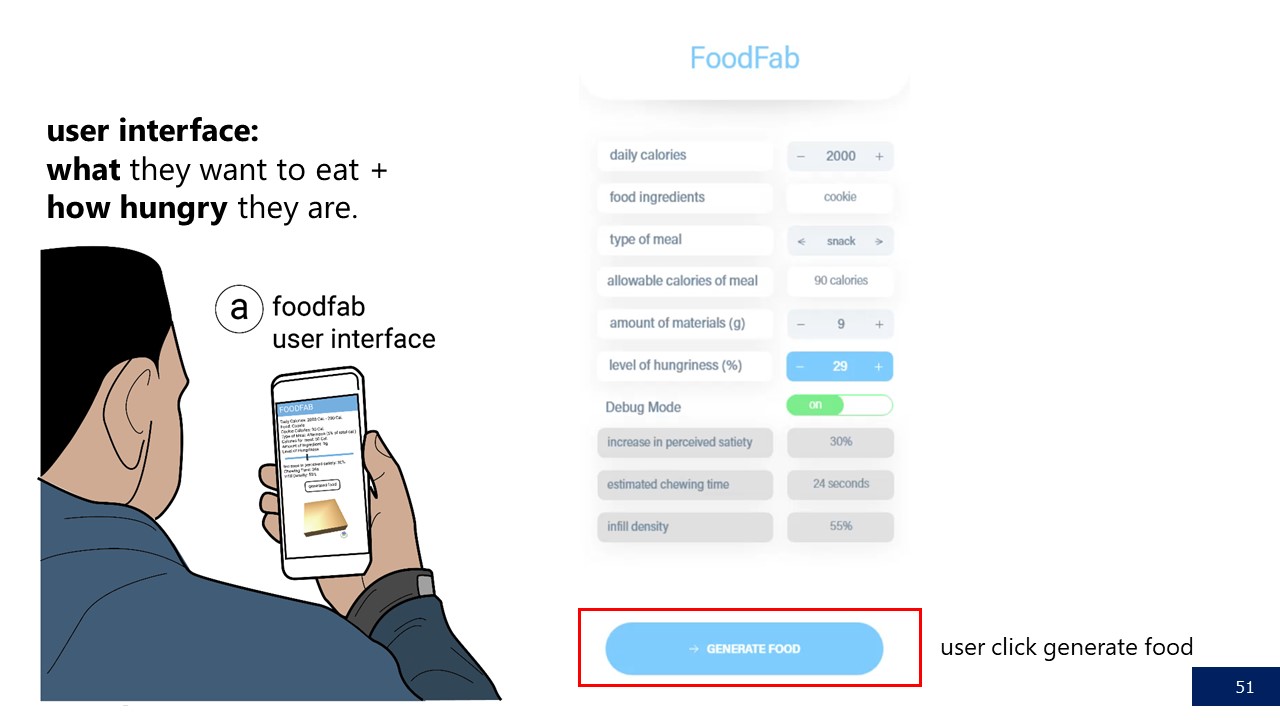 FoodFab
user interface:
what they want to eat +
how hungry they are.
a
foodfab
user interface
FOODFAB
daily calories
− 2000 +
food ingredients
cookie
type of meal
snack
allowable calories of meal
90 calories
amount of materials (g)
− 9 +
level of hungriness (%)
− 29 +
Debug Mode
on
increase in perceived satiety
30%
estimated chewing time
24 seconds
infill density
55%
→ GENERATE FOOD
user click generate food
51